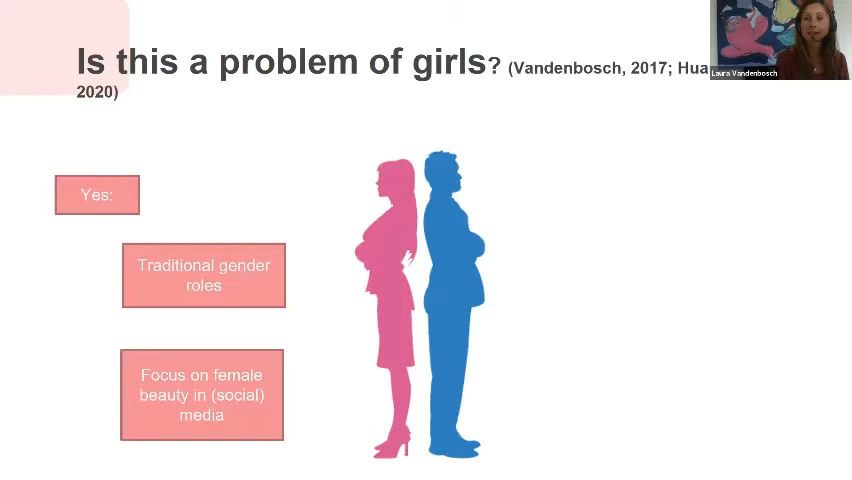 Is this a problem of girls? (Vandenbosch, 2017; Hua
2020)
Laura Vandenbosch
Yes:
Traditional gender
roles
Focus on female
beauty in (social)
media